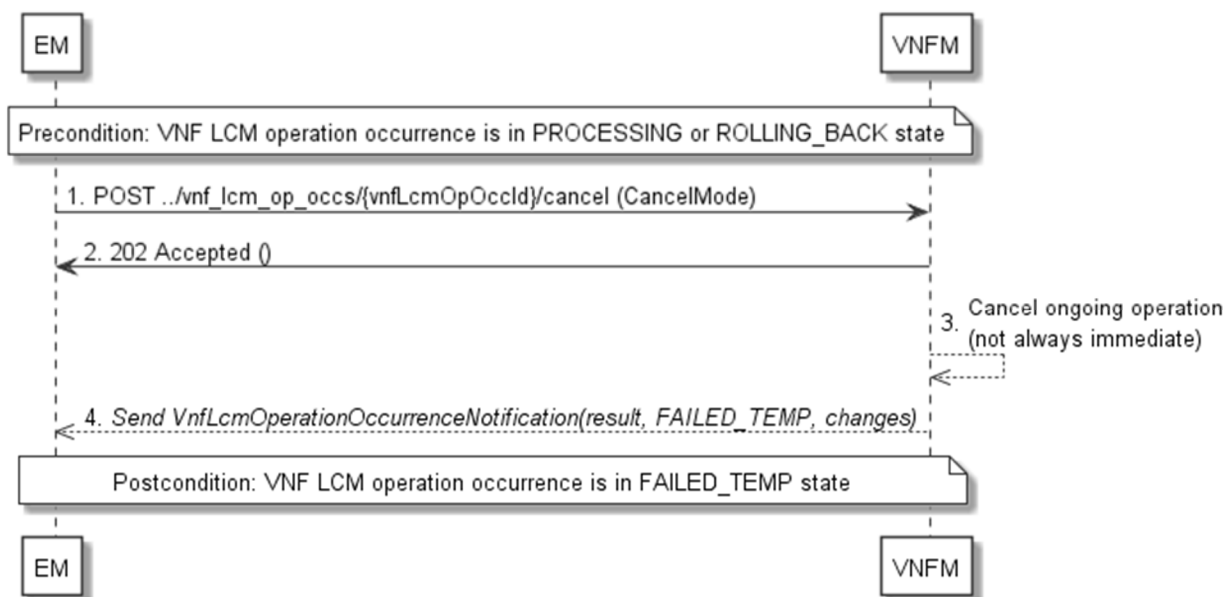 EM VNFM
Precondition: VNF LCM operation occurrence is in PROCESSING or ROLLING_BACK state
1. POST ../vnf_lcm_op_occs/{vnfLcmOpOccId}/cancel (CancelMode)
2. 202 Accepted ()
3. Cancel ongoing operation
(not always immediate)
4. Send VnfLcmOperationOccurrenceNotification(result, FAILED_TEMP, changes)
Postcondition: VNF LCM operation occurrence is in FAILED_TEMP state
EM VNFM